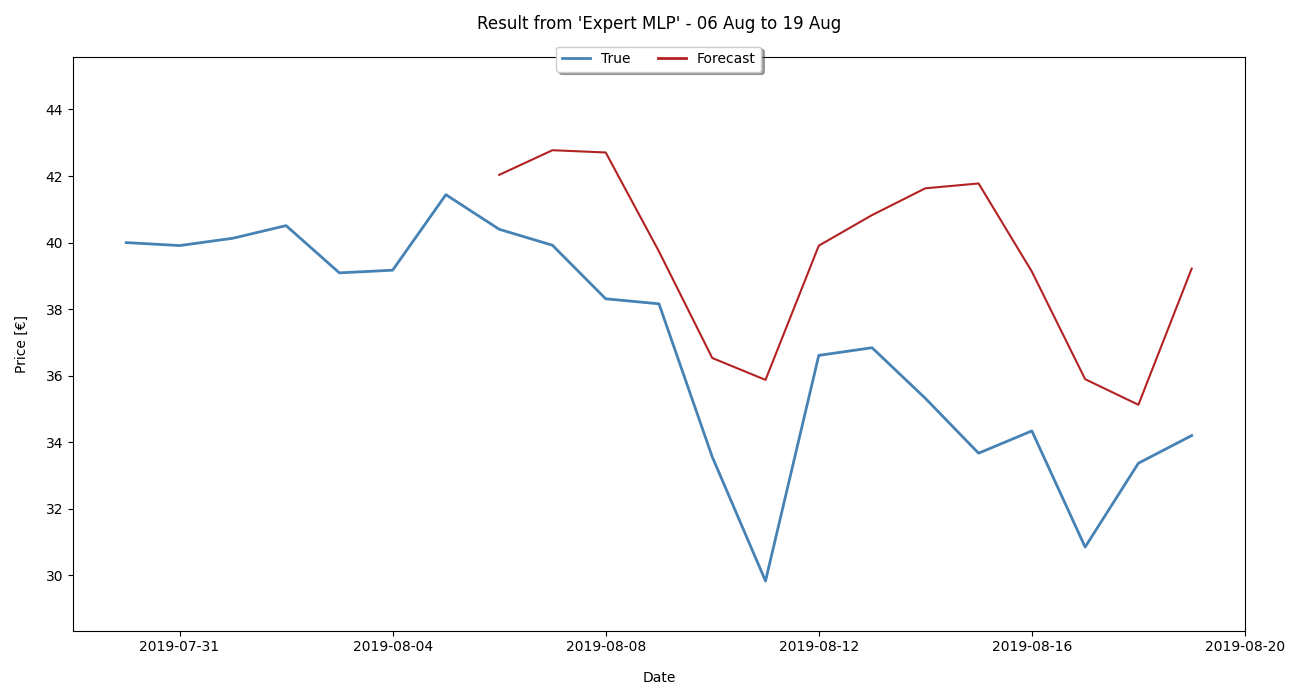 Result from 'Expert MLP' - 06 Aug to 19 Aug
True Forecast
44
42
40
38
36
34
32
30
Price [€]
2019-07-31 2019-08-04 2019-08-08 2019-08-12 2019-08-16 2019-08-20
Date